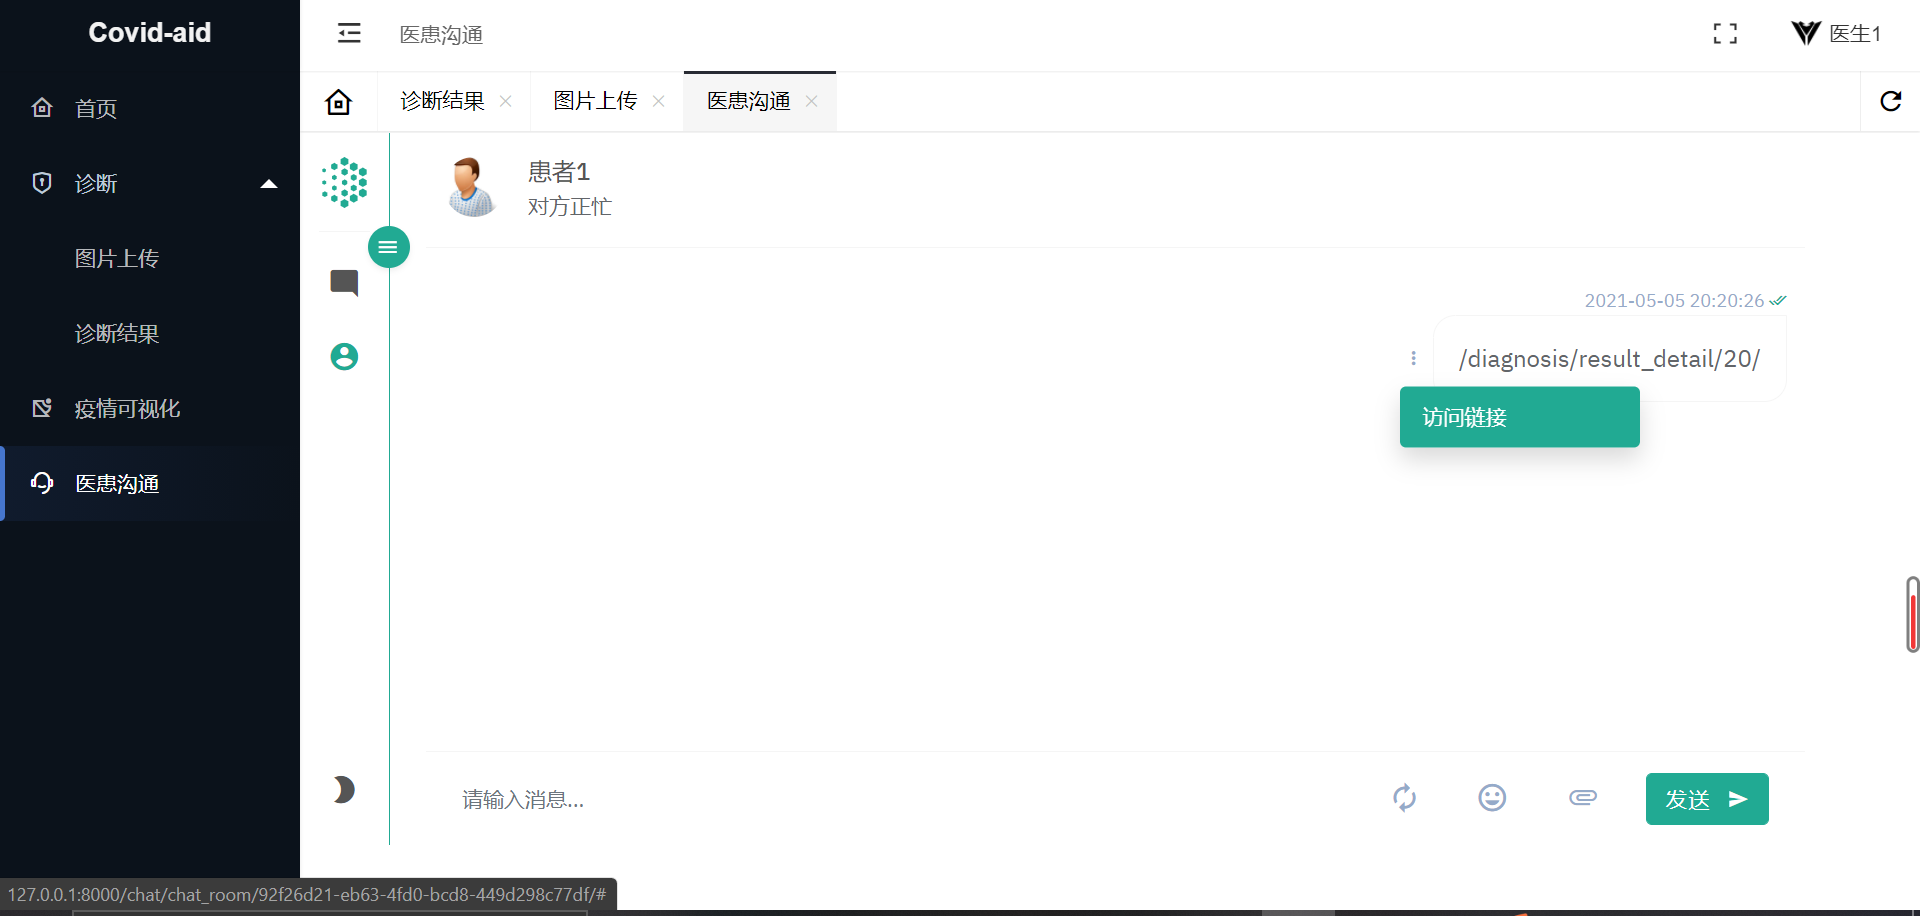 Covid-aid
首页
诊断
图片上传
诊断结果
疫情可视化
医患沟通
医患沟通
医生1
诊断结果
图片上传
医患沟通
患者1
对方正忙
2021-05-05 20:20:26
/diagnosis/result_detail/20/
访问链接
请输入消息...
发送
127.0.0.1:8000/chat/chat_room/92f26d21-eb63-4fd0-bcd8-449d298c77df/#